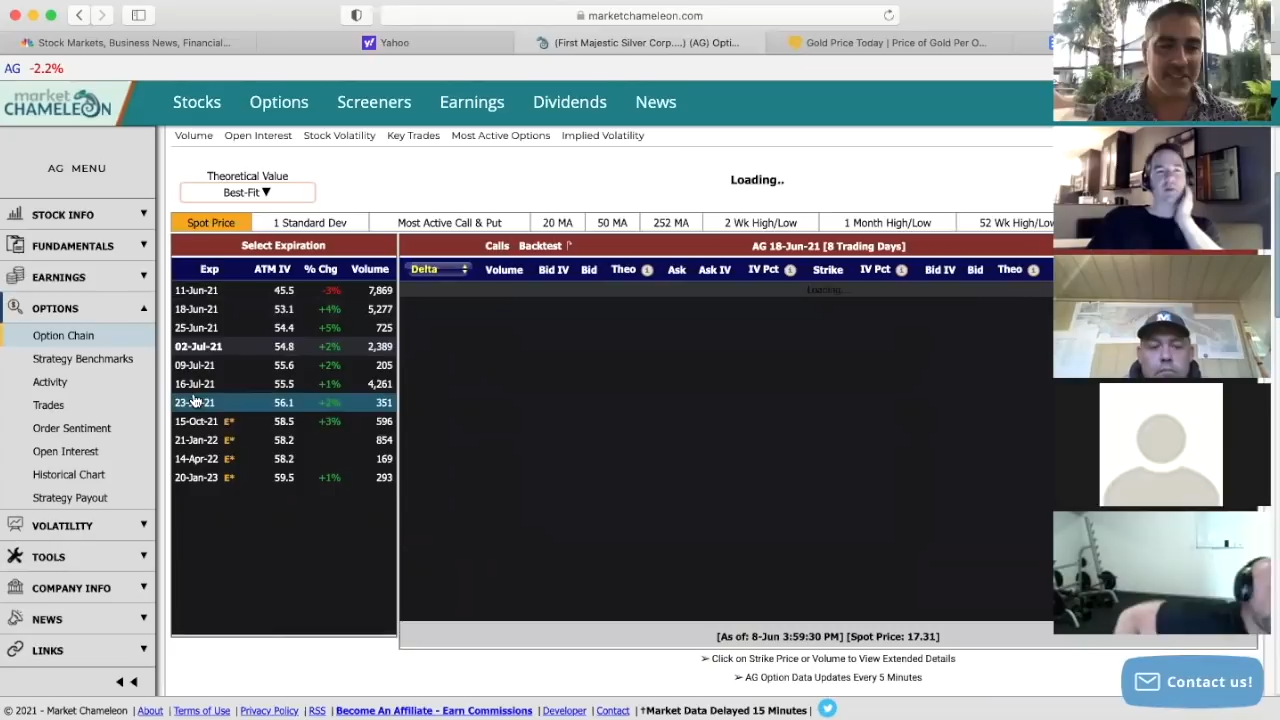 marketchameleon.com
Stock Markets, Business News, Financial...
Yahoo
(First Majestic Silver Corp....) (AG) Opti...
Gold Price Today | Price of Gold Per O...
AG -2.2%
market CHAMELEON
Stocks Options Screeners Earnings Dividends News
Volume Open Interest Stock Volatility Key Trades Most Active Options Implied Volatility
AG MENU
STOCK INFO
FUNDAMENTALS
EARNINGS
OPTIONS
Option Chain
Strategy Benchmarks
Activity
Trades
Order Sentiment
Open Interest
Historical Chart
Strategy Payout
VOLATILITY
TOOLS
COMPANY INFO
NEWS
LINKS
Theoretical Value
Best-Fit ▼
Loading..
Spot Price 1 Standard Dev Most Active Call & Put 20 MA 50 MA 252 MA 2 Wk High/Low 1 Month High/Low 52 Wk High/Low
Select Expiration
Exp ATM IV % Chg Volume
11-Jun-21 45.5 -3% 7,869
18-Jun-21 53.1 +4% 5,277
25-Jun-21 54.4 +5% 725
02-Jul-21 54.8 +2% 2,389
09-Jul-21 55.6 +2% 205
16-Jul-21 55.5 +1% 4,261
23- -21 56.1 +2% 351
15-Oct-21 E* 58.5 +3% 596
21-Jan-22 E* 58.2 854
14-Apr-22 E* 58.2 169
20-Jan-23 E* 59.5 +1% 293
Calls Backtest AG 18-Jun-21 [8 Trading Days]
Delta Volume Bid IV Bid Theo Ask Ask IV IV Pct Strike IV Pct Bid IV Bid Theo
Loading...
[As of: 8-Jun 3:59:30 PM] [Spot Price: 17.31]
➢ Click on Strike Price or Volume to View Extended Details
➢ AG Option Data Updates Every 5 Minutes
Contact us!
© 2021 - Market Chameleon | About | Terms of Use | Privacy Policy | RSS | Become An Affiliate - Earn Commissions | Developer | Contact | †Market Data Delayed 15 Minutes |